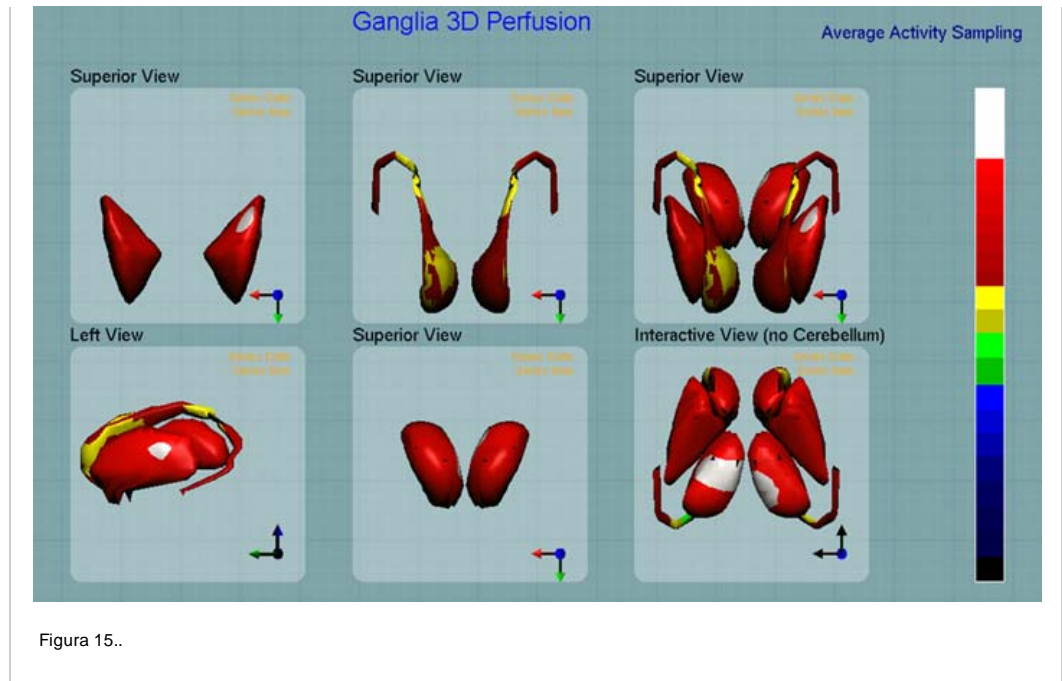 Ganglia 3D Perfusion
Average Activity Sampling
Superior View
Superior View
Superior View
Left View
Superior View
Interactive View (no Cerebellum)
Figura 15..